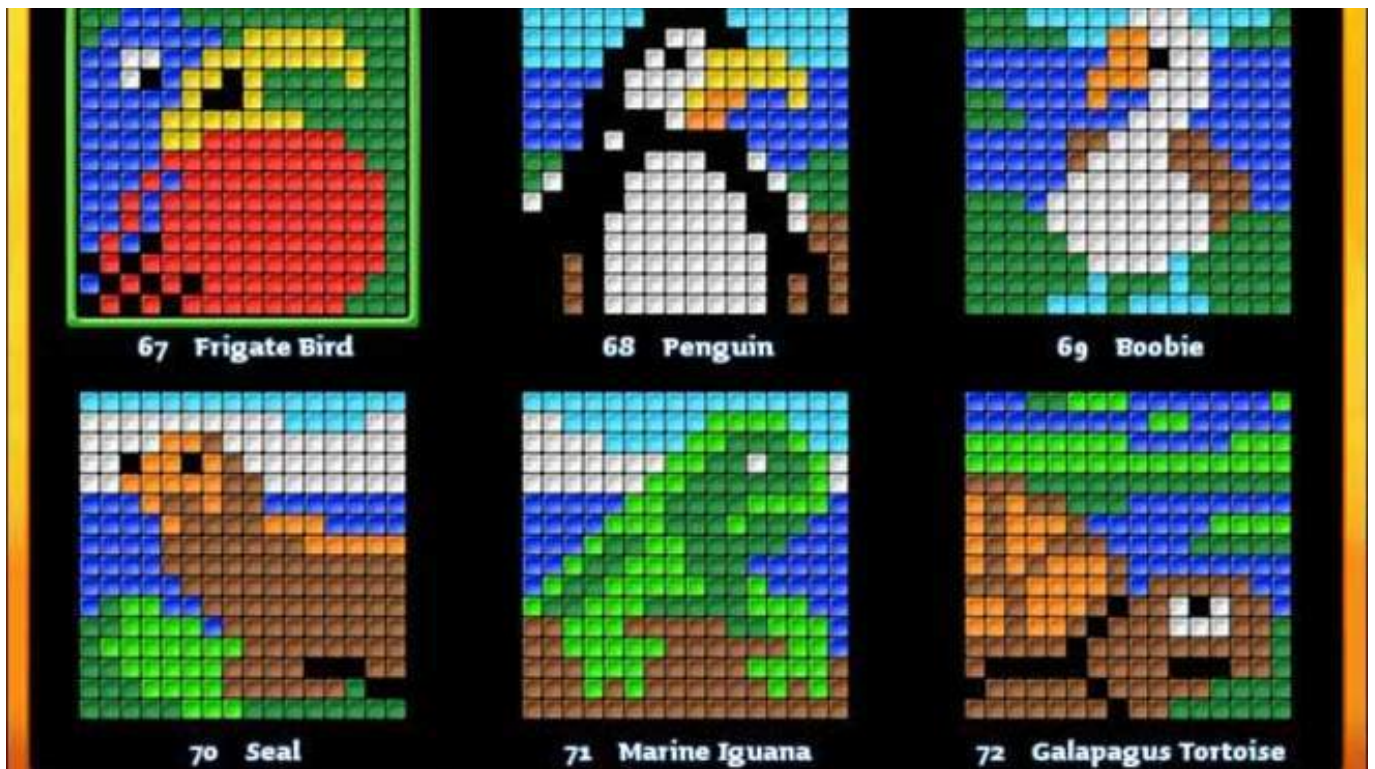 67 Frigate Bird
68 Penguin
69 Boobie
70 Seal
71 Marine Iguana
72 Galapagus Tortoise